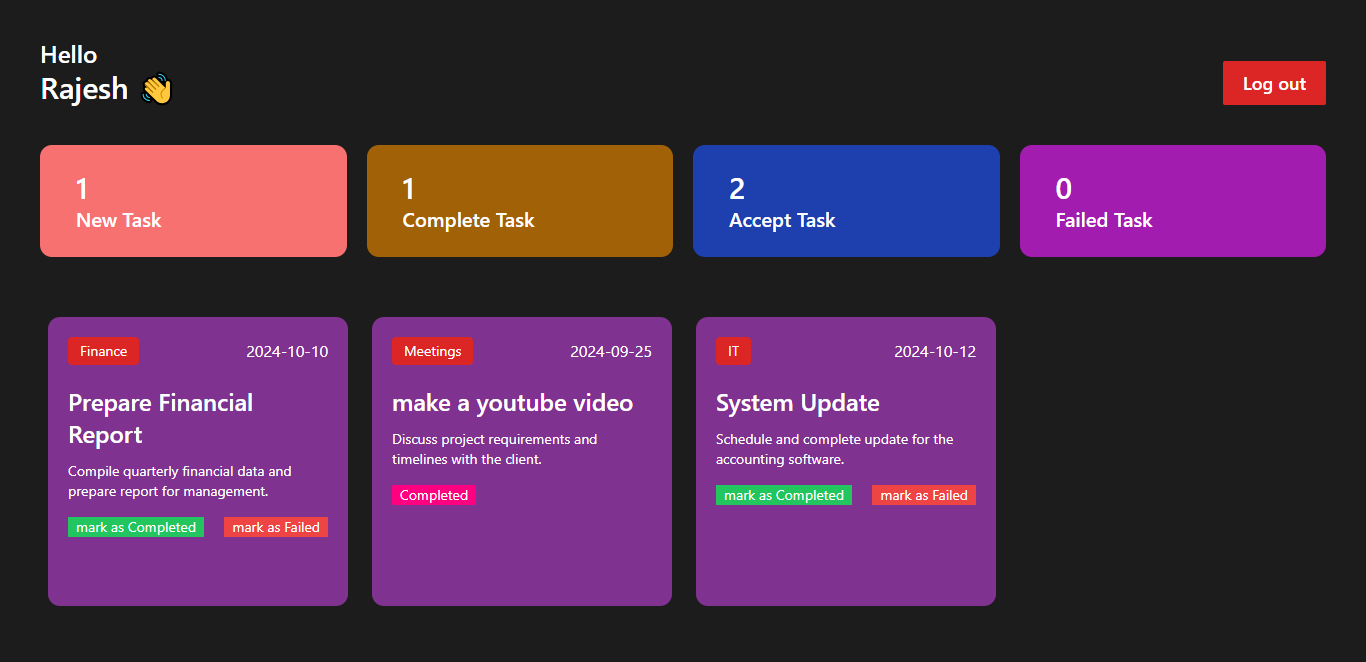 Hello
Rajesh 👋
Log out
1
New Task
1
Complete Task
2
Accept Task
0
Failed Task
Finance
2024-10-10
Prepare Financial
Report
Compile quarterly financial data and
prepare report for management.
mark as Completed
mark as Failed
Meetings
2024-09-25
make a youtube video
Discuss project requirements and
timelines with the client.
Completed
IT
2024-10-12
System Update
Schedule and complete update for the
accounting software.
mark as Completed
mark as Failed